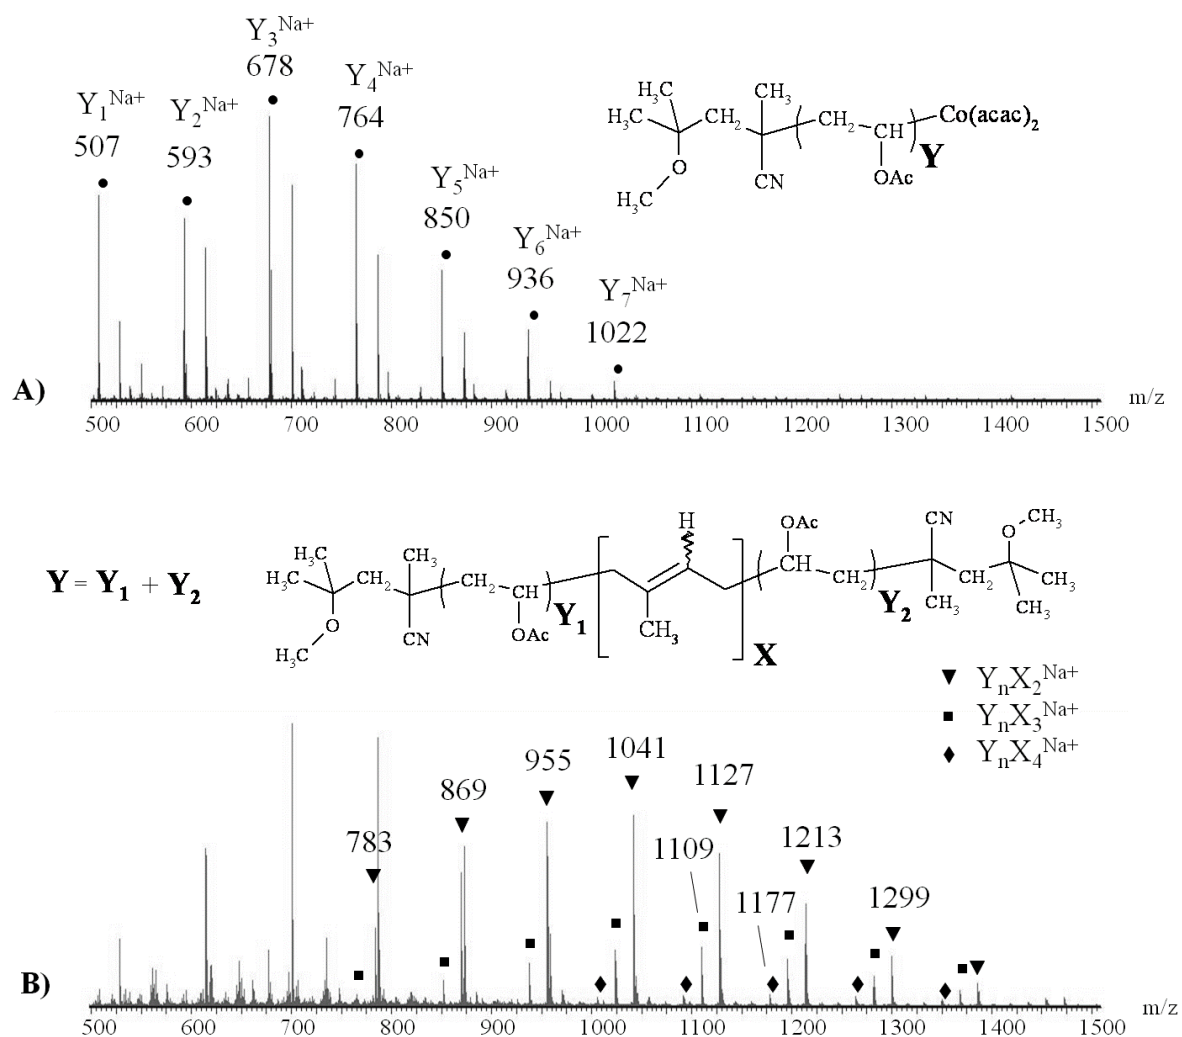 Y₁ᴺᵃ⁺
507
Y₂ᴺᵃ⁺
593
Y₃ᴺᵃ⁺
678
Y₄ᴺᵃ⁺
764
Y₅ᴺᵃ⁺
850
Y₆ᴺᵃ⁺
936
Y₇ᴺᵃ⁺
1022
H₃C
H₃C
CH₂
CH₃
CH₂
CH
Co(acac)₂
O
H₃C
CN
OAc
Y
A)
500 600 700 800 900 1000 1100 1200 1300 1400 1500
m/z
Y = Y₁ + Y₂
H₃C
H₃C
CH₂
CH₃
CH₂
CH
O
H₃C
CN
OAc
Y₁
H
CH₃
X
OAc
CH
CH₂
Y₂
CN
CH₃
CH₂
O
CH₃
CH₃
CH₃
▼ YₙX₂ᴺᵃ⁺
■ YₙX₃ᴺᵃ⁺
♦ YₙX₄ᴺᵃ⁺
783
869
955
1041
1109
1127
1177
1213
1299
B)
500 600 700 800 900 1000 1100 1200 1300 1400 1500
m/z